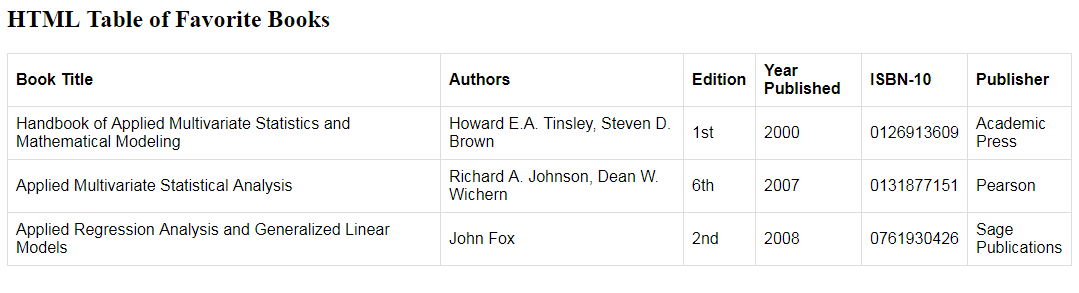 HTML Table of Favorite Books
Book Title Authors Edition Year Published ISBN-10 Publisher
Handbook of Applied Multivariate Statistics and Mathematical Modeling Howard E.A. Tinsley, Steven D. Brown 1st 2000 0126913609 Academic Press
Applied Multivariate Statistical Analysis Richard A. Johnson, Dean W. Wichern 6th 2007 0131877151 Pearson
Applied Regression Analysis and Generalized Linear Models John Fox 2nd 2008 0761930426 Sage Publications